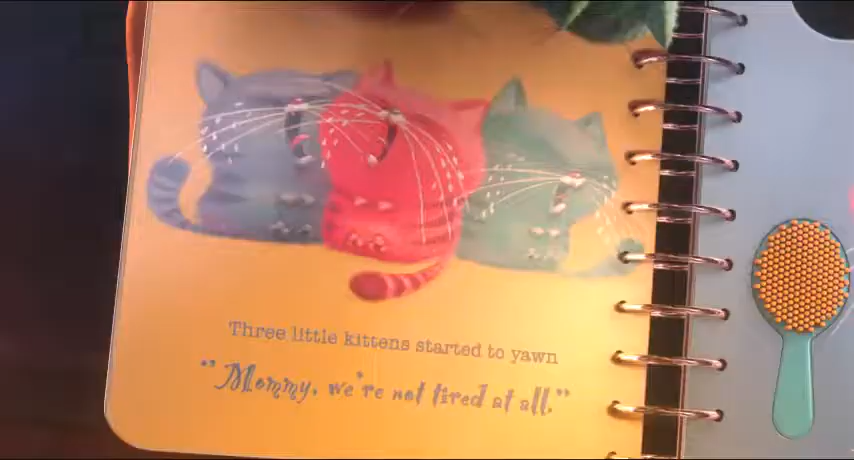 Three little kittens started to yawn
"Mommy, we're not tired at all."